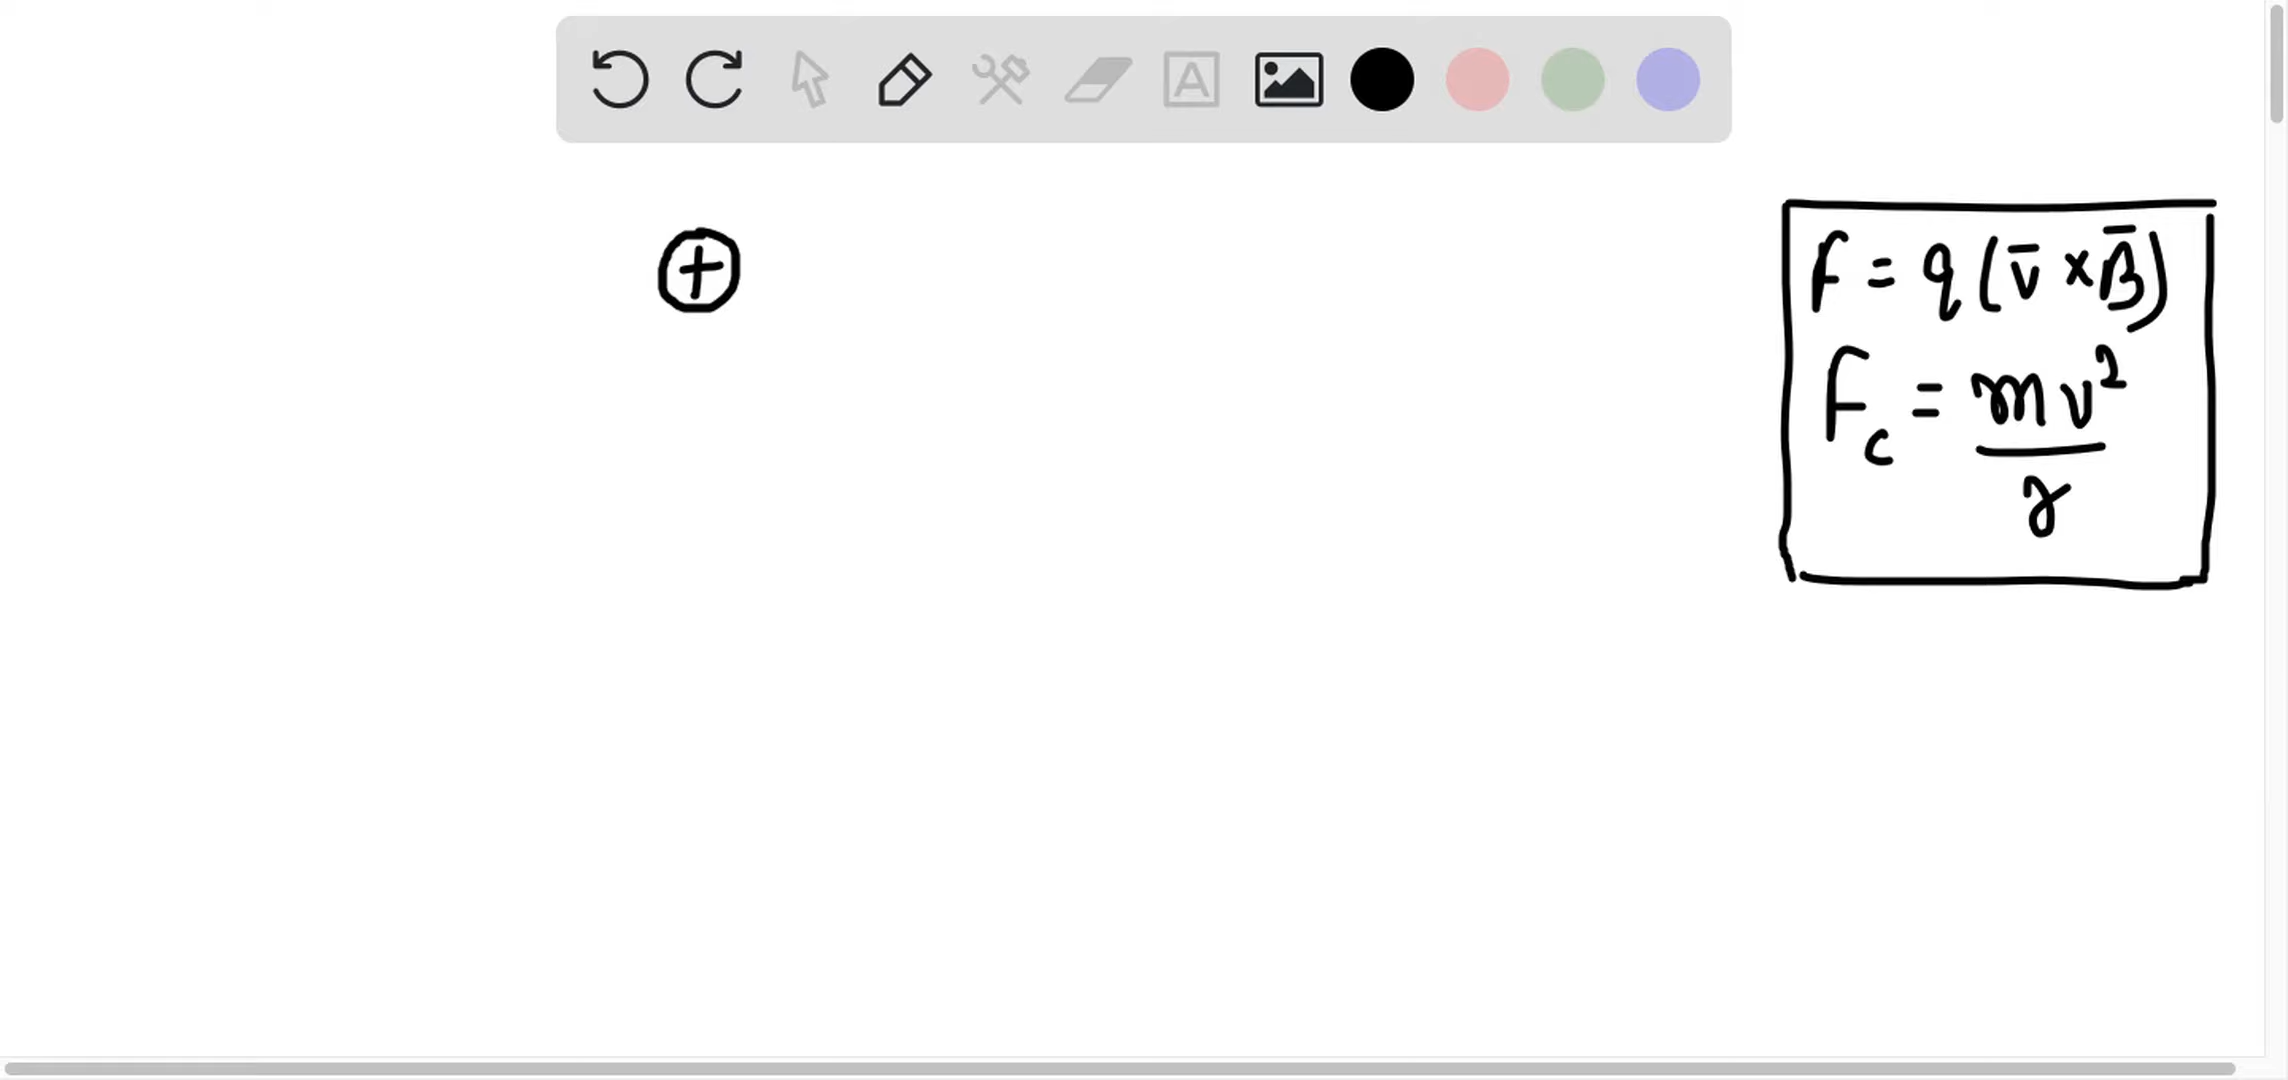 A
+
F = q (v̄ × B̄)
F_c = mv² / r